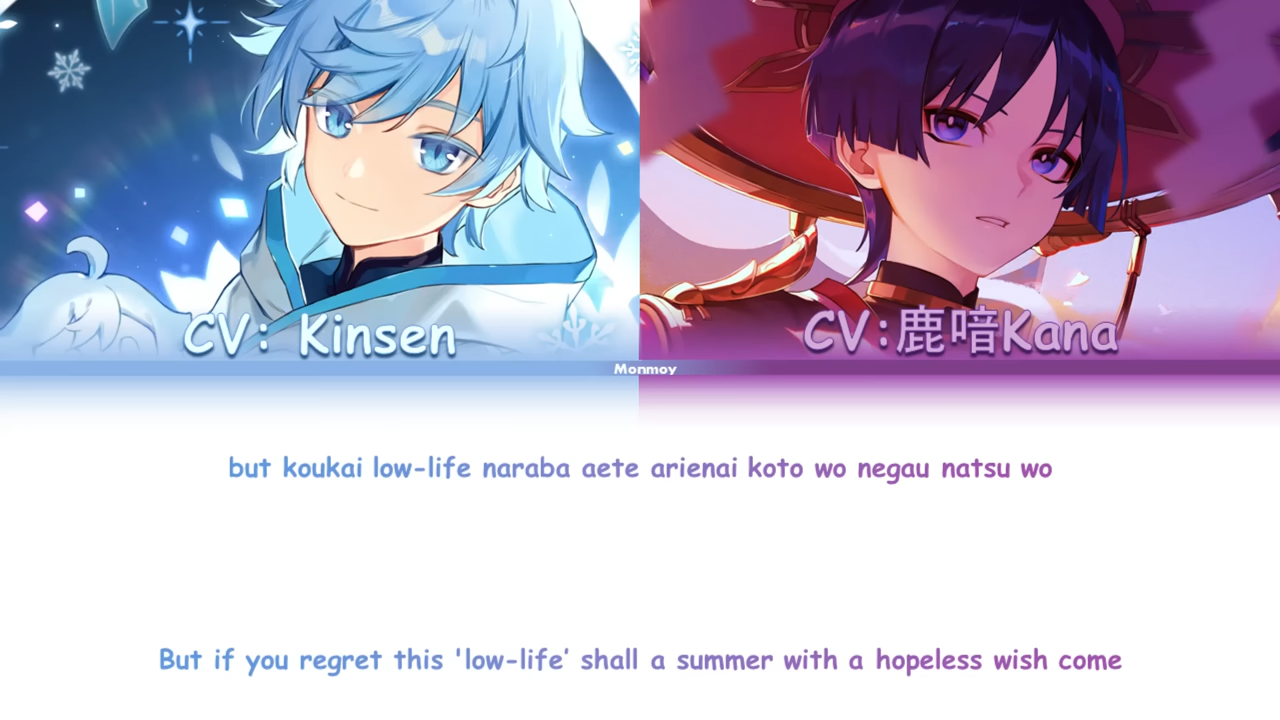 CV: Kinsen
CV:鹿喑Kana
Monmoy
but koukai low-life naraba aete arienai koto wo negau natsu wo
But if you regret this 'low-life' shall a summer with a hopeless wish come